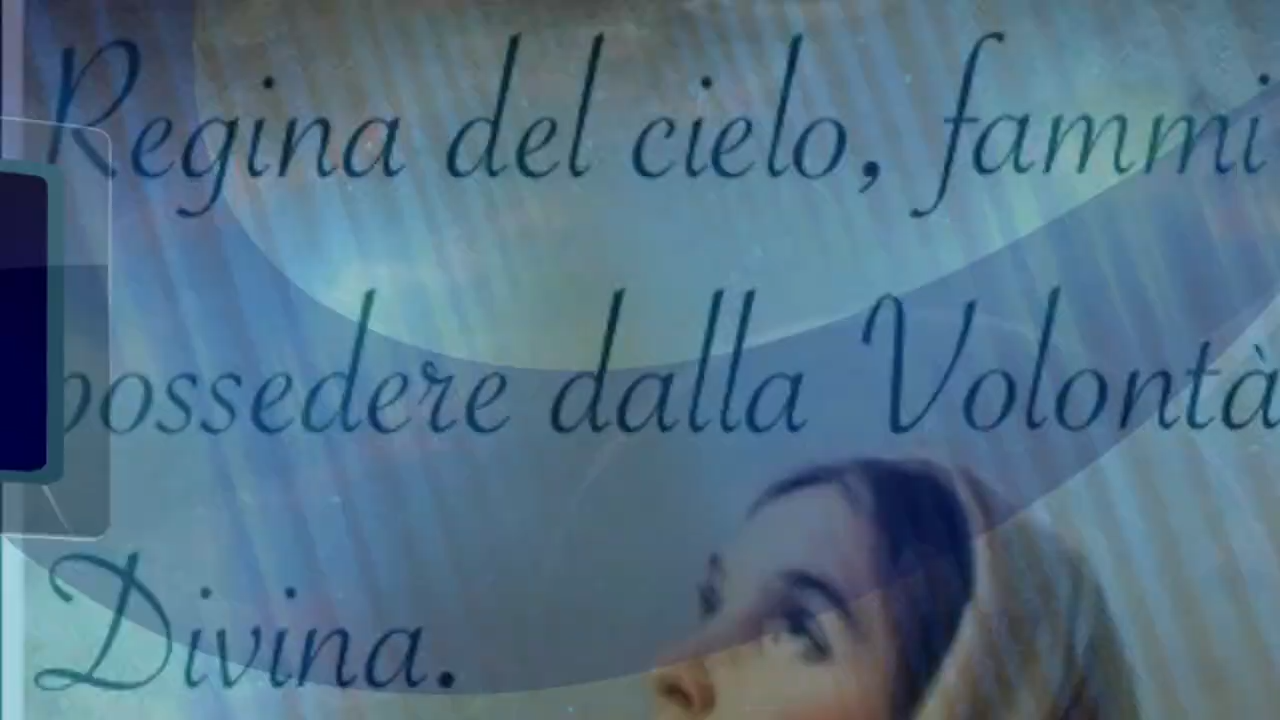 Regina del cielo, fammi
possedere dalla Volontà
Divina.